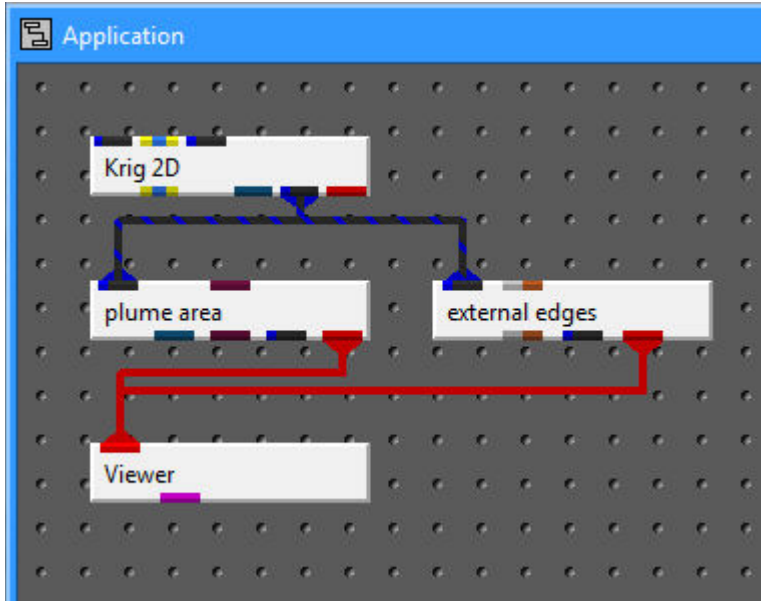 Application
Krig 2D
plume area
external edges
Viewer